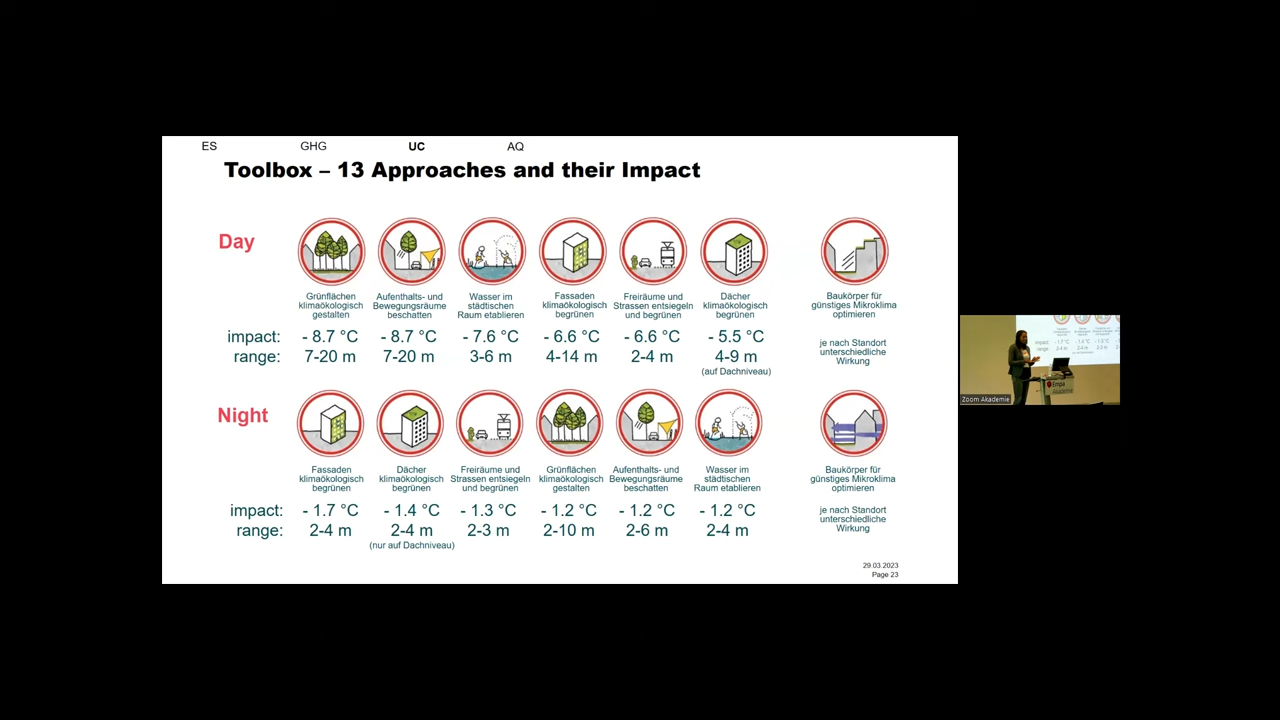 ES GHG UC AQ
Toolbox – 13 Approaches and their Impact
Day
Grünflächen
klimaökologisch
gestalten
Aufenthalts- und
Bewegungsräume
beschatten
Wasser im
städtischen
Raum etablieren
Fassaden
klimaökologisch
begrünen
Freiräume und
Strassen entsiegeln
und begrünen
Dächer
klimaökologisch
begrünen
Baukörper für
günstiges Mikroklima
optimieren
impact: - 8.7 °C - 8.7 °C - 7.6 °C - 6.6 °C - 6.6 °C - 5.5 °C
range: 7-20 m 7-20 m 3-6 m 4-14 m 2-4 m 4-9 m
(auf Dachniveau)
je nach Standort
unterschiedliche
Wirkung
Night
Fassaden
klimaökologisch
begrünen
Dächer
klimaökologisch
begrünen
Freiräume und
Strassen entsiegeln
und begrünen
Grünflächen
klimaökologisch
gestalten
Aufenthalts- und
Bewegungsräume
beschatten
Wasser im
städtischen
Raum etablieren
Baukörper für
günstiges Mikroklima
optimieren
impact: - 1.7 °C - 1.4 °C - 1.3 °C - 1.2 °C - 1.2 °C - 1.2 °C
range: 2-4 m 2-4 m 2-3 m 2-10 m 2-6 m 2-4 m
(nur auf Dachniveau)
je nach Standort
unterschiedliche
Wirkung
29.03.2023
Page 23
Empa
Akademie
Zoom Akademie